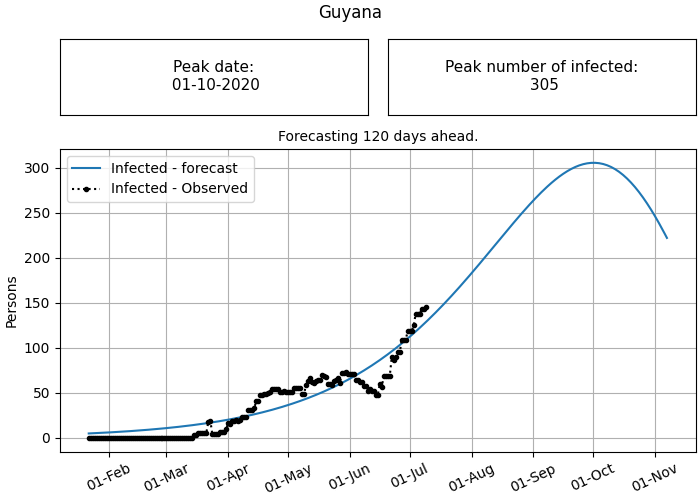 Guyana
Peak date:
01-10-2020
Peak number of infected:
305
Forecasting 120 days ahead.
Infected - forecast
Infected - Observed
Persons
300
250
200
150
100
50
0
01-Feb
01-Mar
01-Apr
01-May
01-Jun
01-Jul
01-Aug
01-Sep
01-Oct
01-Nov